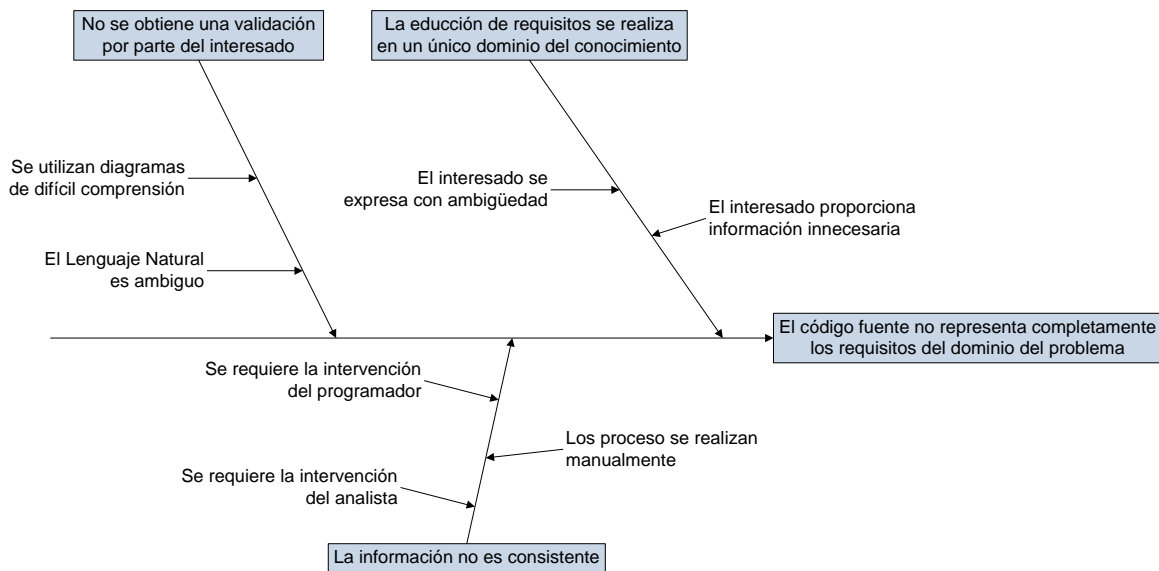 No se obtiene una validación
por parte del interesado
La educción de requisitos se realiza
en un único dominio del conocimiento
Se utilizan diagramas
de difícil comprensión
El interesado se
expresa con ambigüedad
El interesado proporciona
información innecesaria
El Lenguaje Natural
es ambiguo
El código fuente no representa completamente
los requisitos del dominio del problema
Se requiere la intervención
del programador
Los proceso se realizan
manualmente
Se requiere la intervención
del analista
La información no es consistente